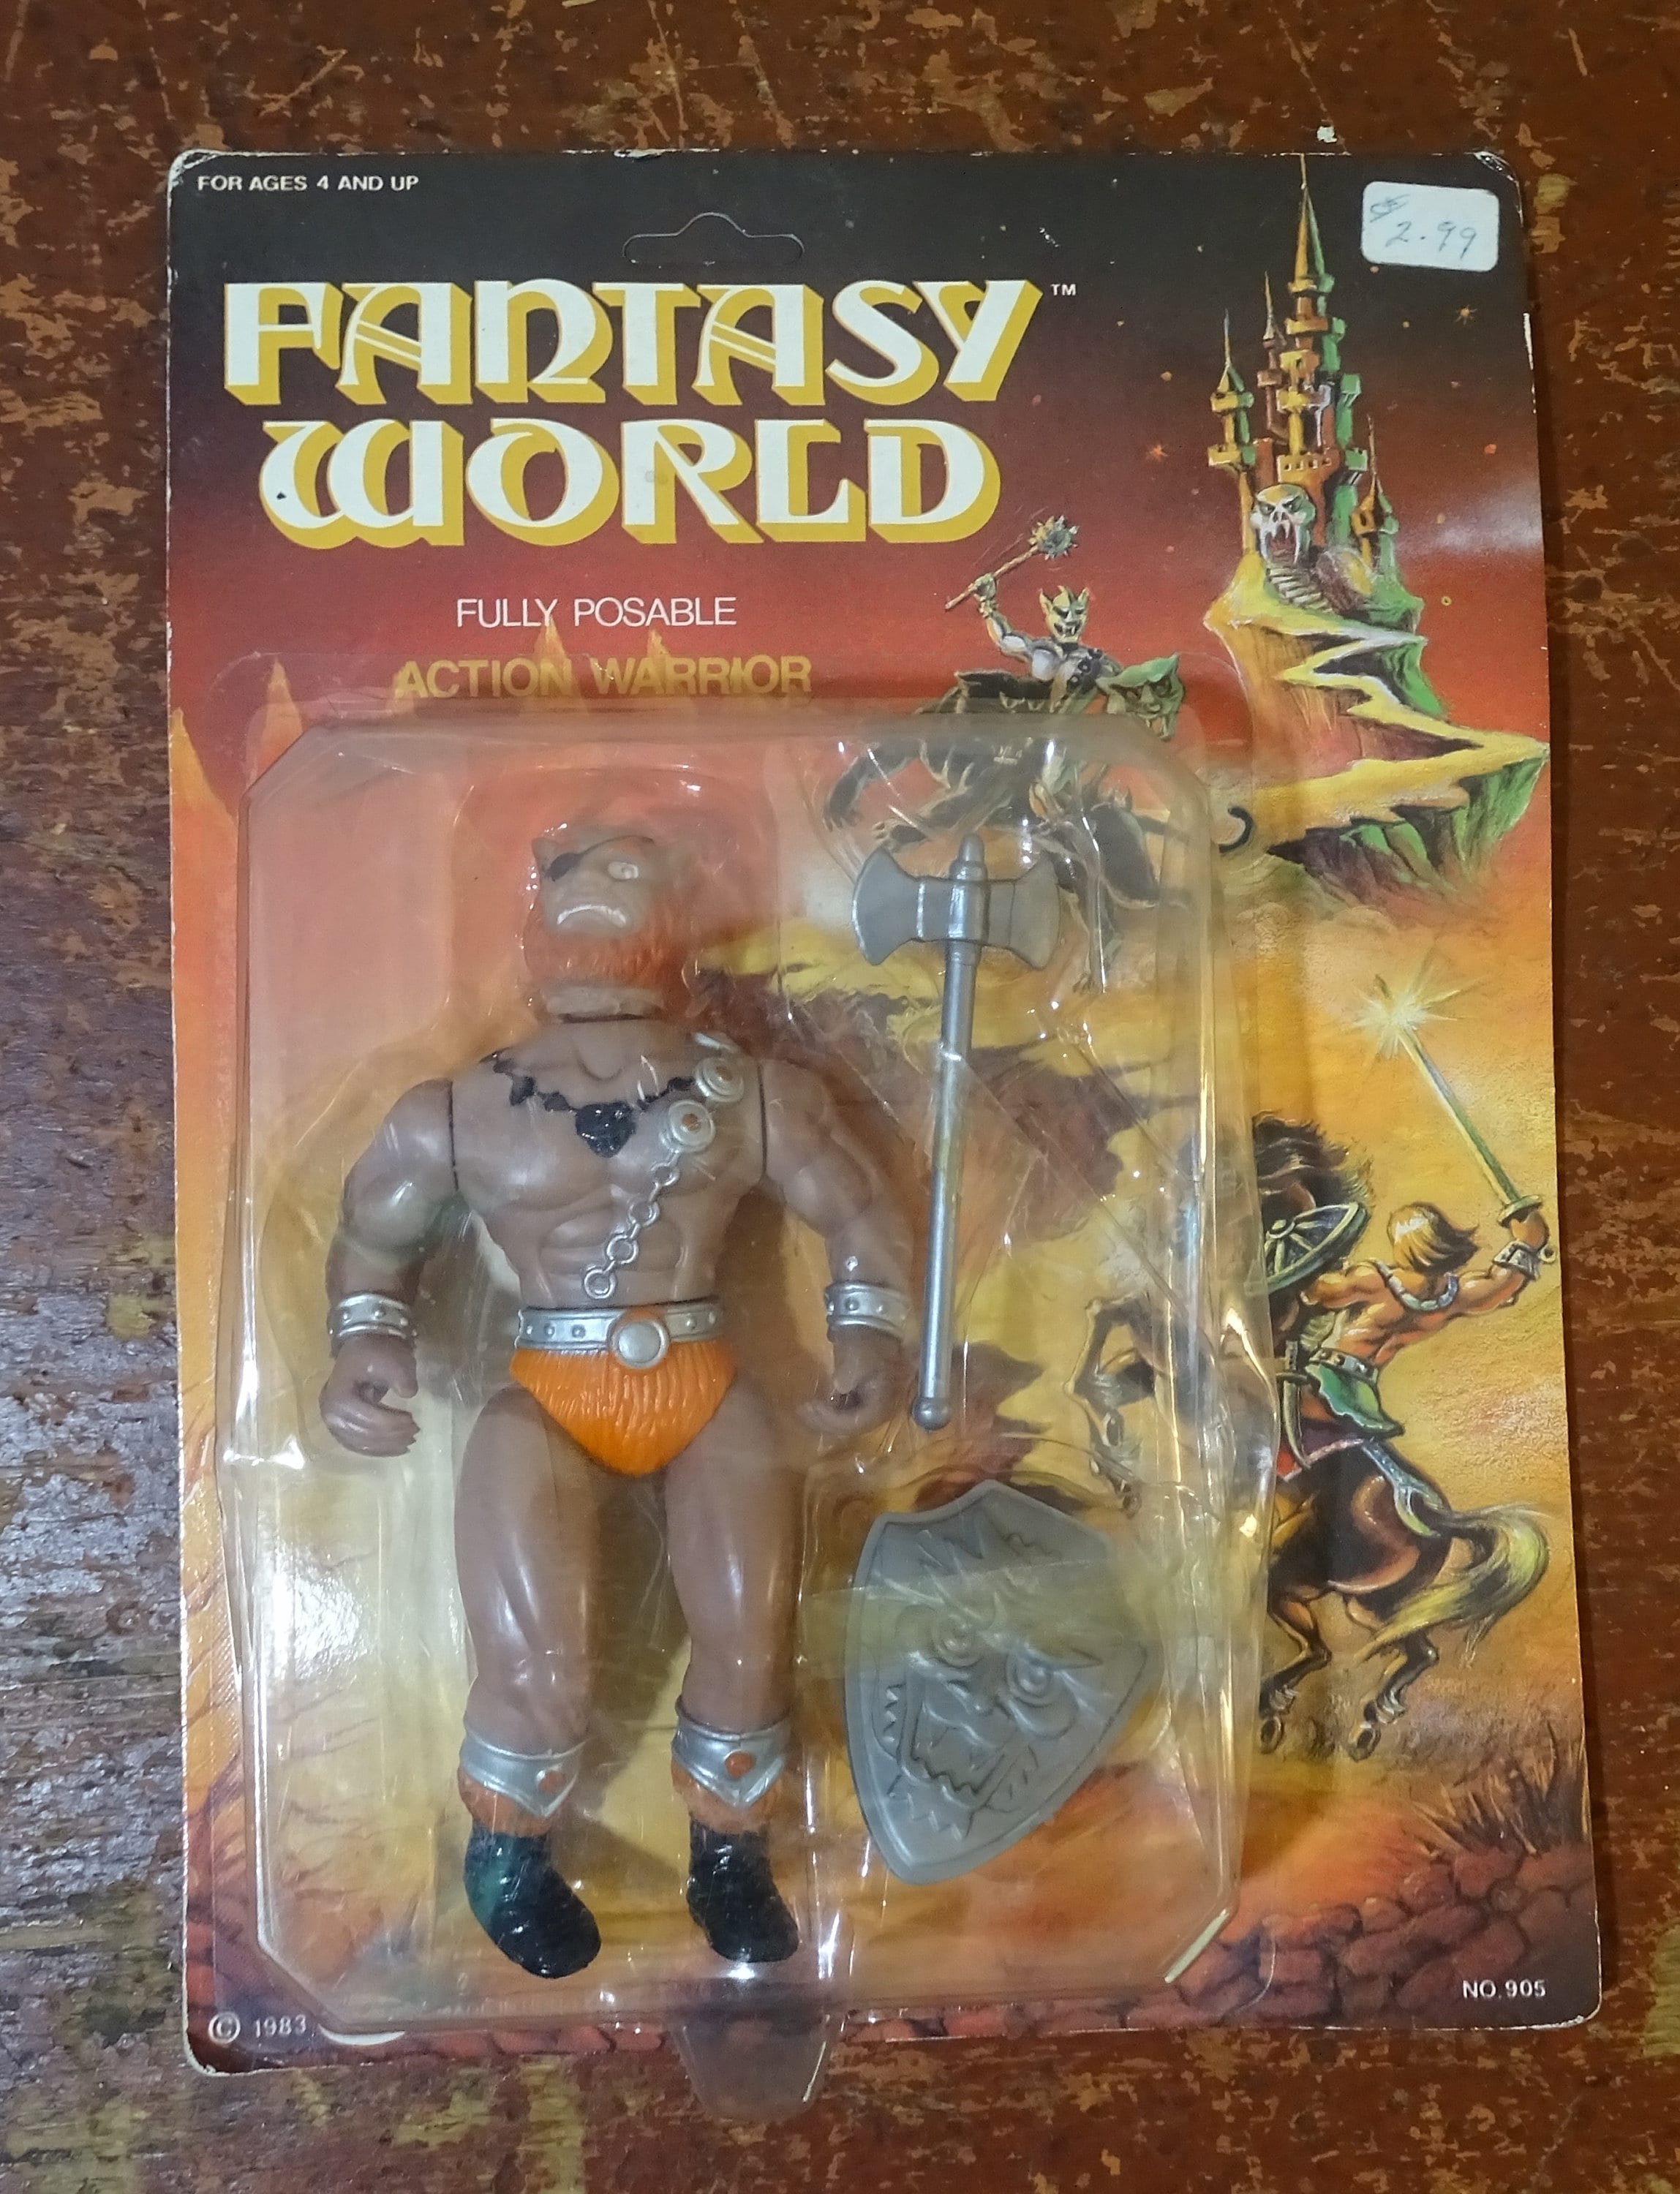 FOR AGES 4 AND UP
$2.99
FANTASY™
WORLD
FULLY POSABLE
ACTION WARRIOR
NO.905
© 1983